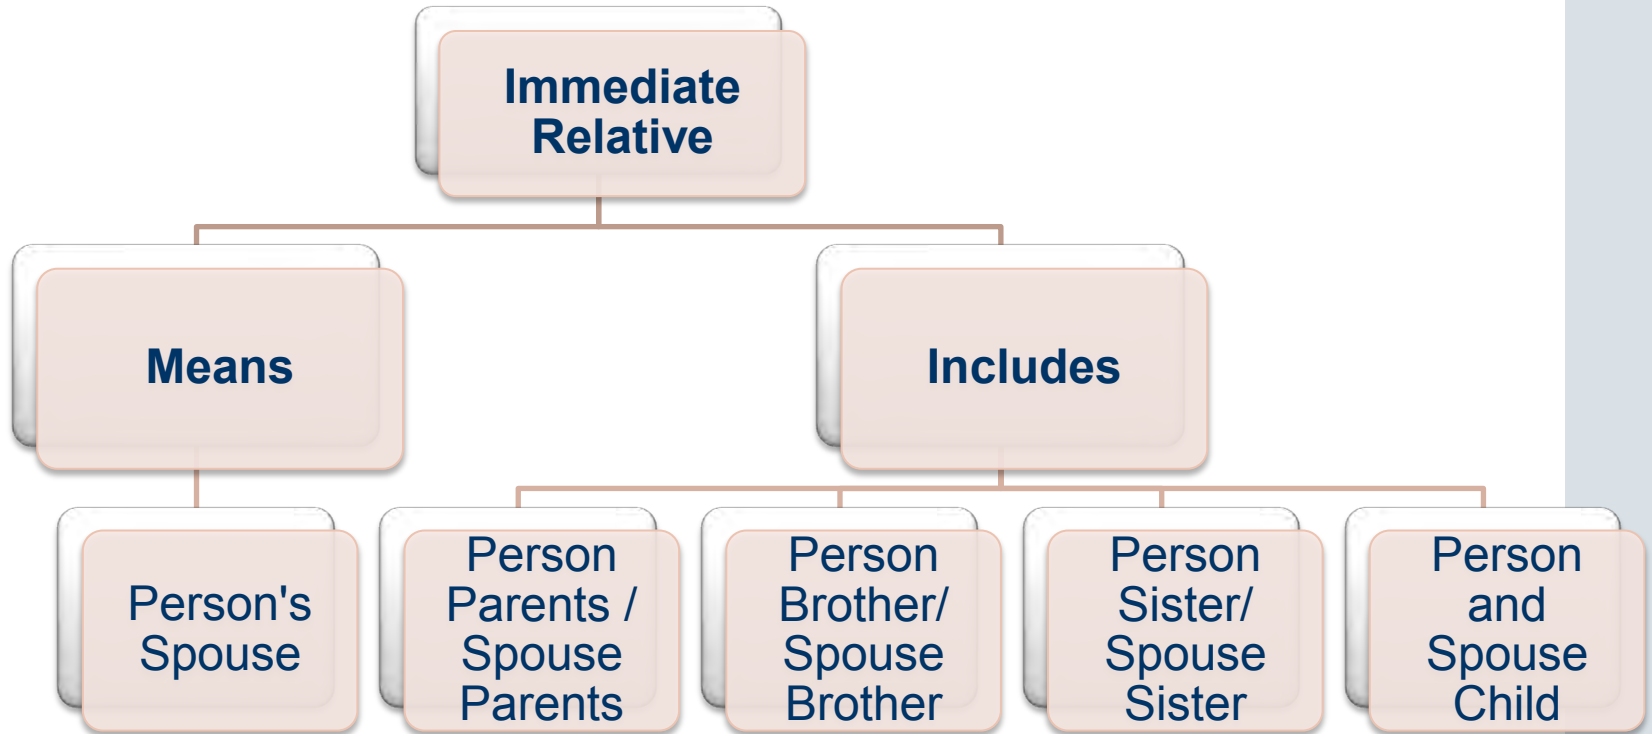 Immediate
Relative
Means
Includes
Person's
Spouse
Person
Parents /
Spouse
Parents
Person
Brother/
Spouse
Brother
Person
Sister/
Spouse
Sister
Person
and
Spouse
Child